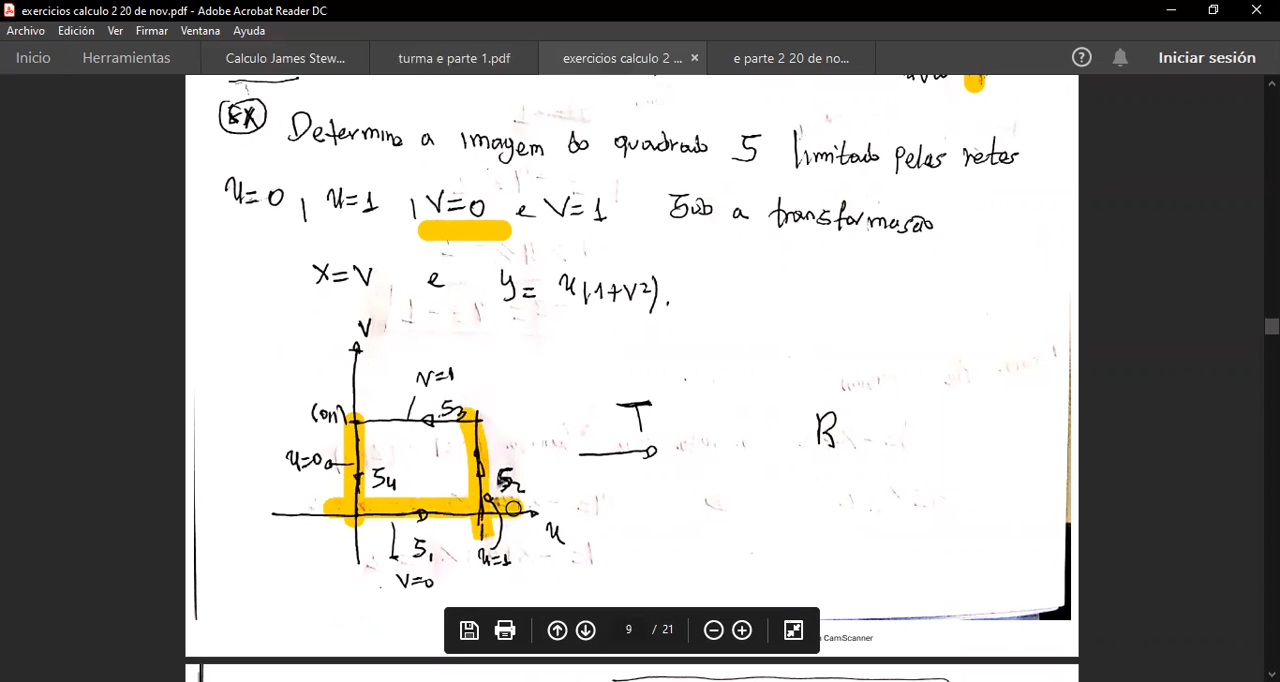 exercicios calculo 2 20 de nov.pdf - Adobe Acrobat Reader DC
Archivo Edición Ver Firmar Ventana Ayuda
Inicio Herramientas Calculo James Stew... turma e parte 1.pdf exercicios calculo 2 ... × e parte 2 20 de no... Iniciar sesión
EX Determine a imagem do quadrado S limitado pelas retas
u=0, u=1, v=0 e v=1 Sob a transformação
x=v e y= u(1+v²).
v
v=1
(0,1) S3
T
B
u=0
S4 S2
u
S1 u=1
v=0
9 / 21
CamScanner